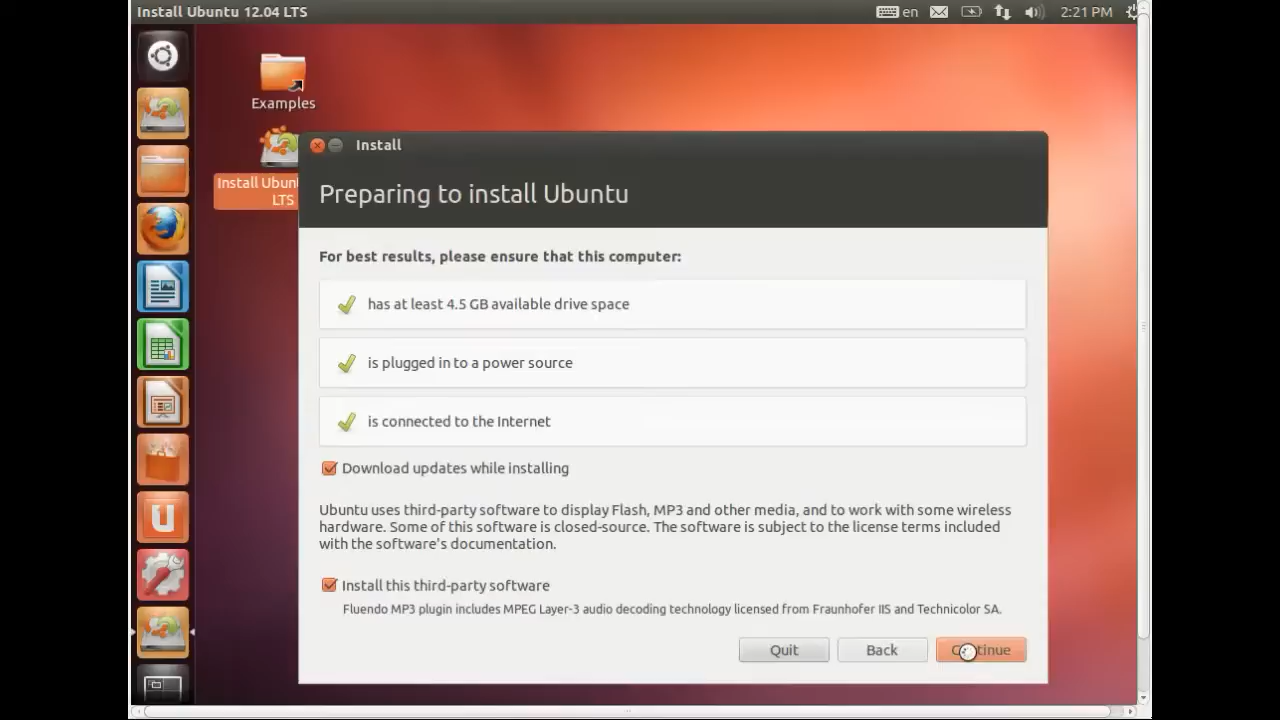 Install Ubuntu 12.04 LTS
en
2:21 PM
Examples
Install
Install Ubun
LTS
Preparing to install Ubuntu
For best results, please ensure that this computer:
has at least 4.5 GB available drive space
is plugged in to a power source
is connected to the Internet
Download updates while installing
Ubuntu uses third-party software to display Flash, MP3 and other media, and to work with some wireless
hardware. Some of this software is closed-source. The software is subject to the license terms included
with the software's documentation.
Install this third-party software
Fluendo MP3 plugin includes MPEG Layer-3 audio decoding technology licensed from Fraunhofer IIS and Technicolor SA.
Quit
Back
Continue